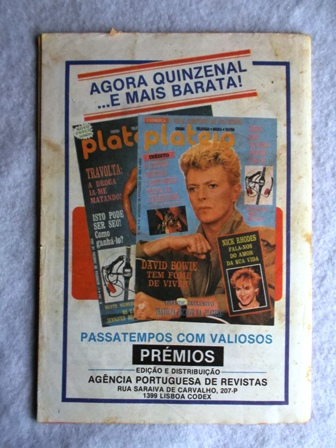 AGORA QUINZENAL
...E MAIS BARATA!
plateia
INÉDITO
TRAVOLTA:
A DROGA
IA-ME
MATANDO!
ISTO PODE
SER SEU!
Como
ganhá-lo?
DAVID BOWIE
TEM FOME
DE VIVER
NICK RHODES
FALA-NOS
DO AMOR
DA SUA VIDA
PASSATEMPOS COM VALIOSOS
PRÉMIOS
EDIÇÃO E DISTRIBUIÇÃO
AGÊNCIA PORTUGUESA DE REVISTAS
RUA SARAIVA DE CARVALHO, 207-P
1399 LISBOA CODEX